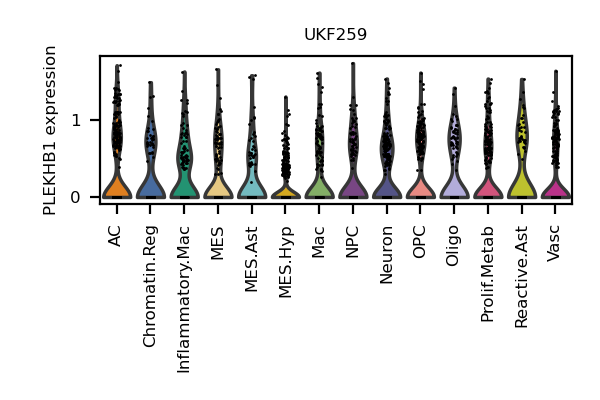 UKF259
PLEKHB1 expression
1
0
AC
Chromatin.Reg
Inflammatory.Mac
MES
MES.Ast
MES.Hyp
Mac
NPC
Neuron
OPC
Oligo
Prolif.Metab
Reactive.Ast
Vasc